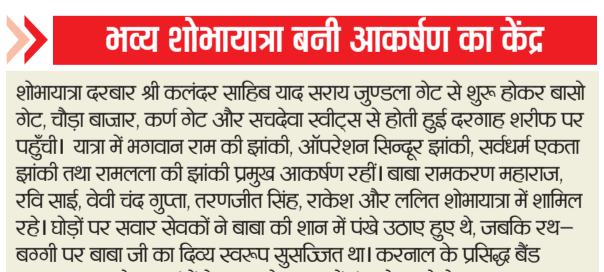 भव्य शोभायात्रा बनी आकर्षण का केंद्र
शोभायात्रा दरबार श्री कलंदर साहिब याद सराय जुण्डला गेट से शुरू होकर बासो
गेट, चौड़ा बाजार, कर्ण गेट और सचदेवा स्वीट्स से होती हुई दरगाह शरीफ पर
पहुँची। यात्रा में भगवान राम की झांकी, ऑपरेशन सिन्दूर झांकी, सर्वधर्म एकता
झांकी तथा रामलला की झांकी प्रमुख आकर्षण रहीं। बाबा रामकरण महाराज,
रवि साई, वेवी चंद गुप्ता, तरणजीत सिंह, राकेश और ललित शोभायात्रा में शामिल
रहे। घोड़ों पर सवार सेवकों ने बाबा की शान में पंखे उठाए हुए थे, जबकि रथ–
बग्गी पर बाबा जी का दिव्य स्वरूप सुसज्जित था। करनाल के प्रसिद्ध बैंड